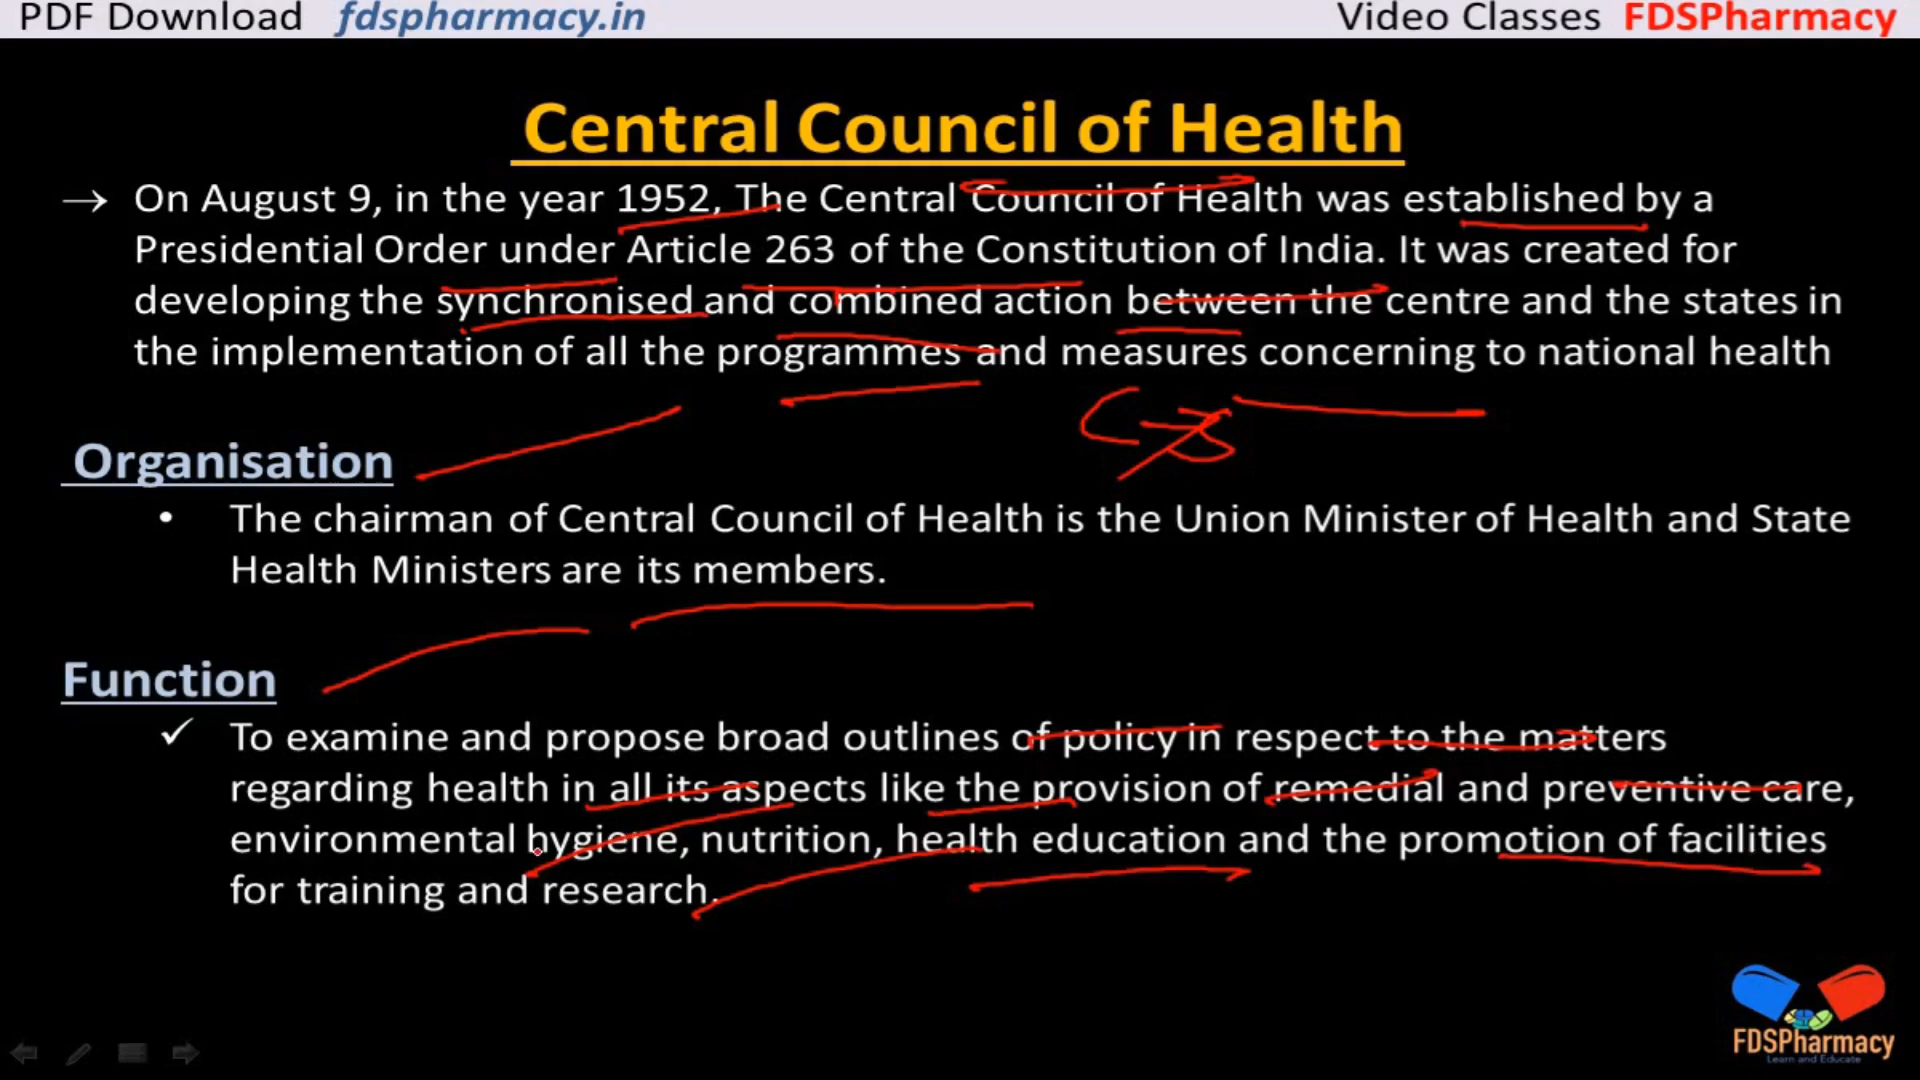 PDF Download fdspharmacy.in Video Classes FDSPharmacy
Central Council of Health
→ On August 9, in the year 1952, The Central Council of Health was established by a
Presidential Order under Article 263 of the Constitution of India. It was created for
developing the synchronised and combined action between the centre and the states in
the implementation of all the programmes and measures concerning to national health
Organisation
• The chairman of Central Council of Health is the Union Minister of Health and State
Health Ministers are its members.
Function
✓ To examine and propose broad outlines of policy in respect to the matters
regarding health in all its aspects like the provision of remedial and preventive care,
environmental hygiene, nutrition, health education and the promotion of facilities
for training and research.
FDSPharmacy
Learn and Educate